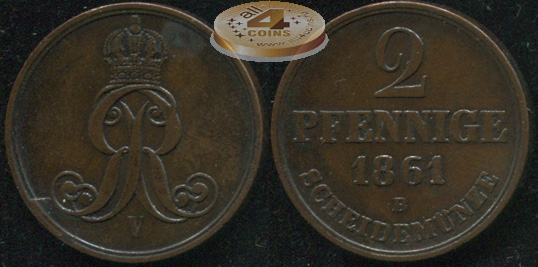 V
all
4
COINS
2
PFENNIGE
1861
B
SCHEIDEMÜNZE